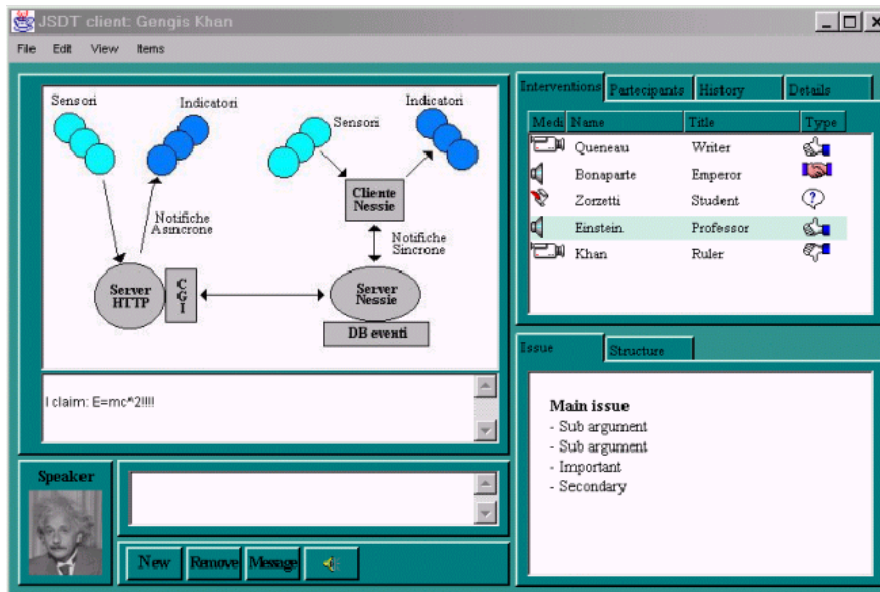 JSDT client: Gengiis Khan
File Edit View Items
Sensori
Indicatori
Sensori
Indicatori
Cliente
Nessie
Notifiche
Asincrone
Notifiche
Sincrone
Server
HTTP
CGI
Server
Nessie
DB eventi
I claim: E=mc^2!!!!
Speaker
New Remove Message
Interventions Partecipants History Details
Medi Name Title Type
Queneau Writer
Bonaparte Emperor
Zorzetti Student
?
Einstein Professor
Khan Ruler
Issue Structure
Main issue
- Sub argument
- Sub argument
- Important
- Secondary